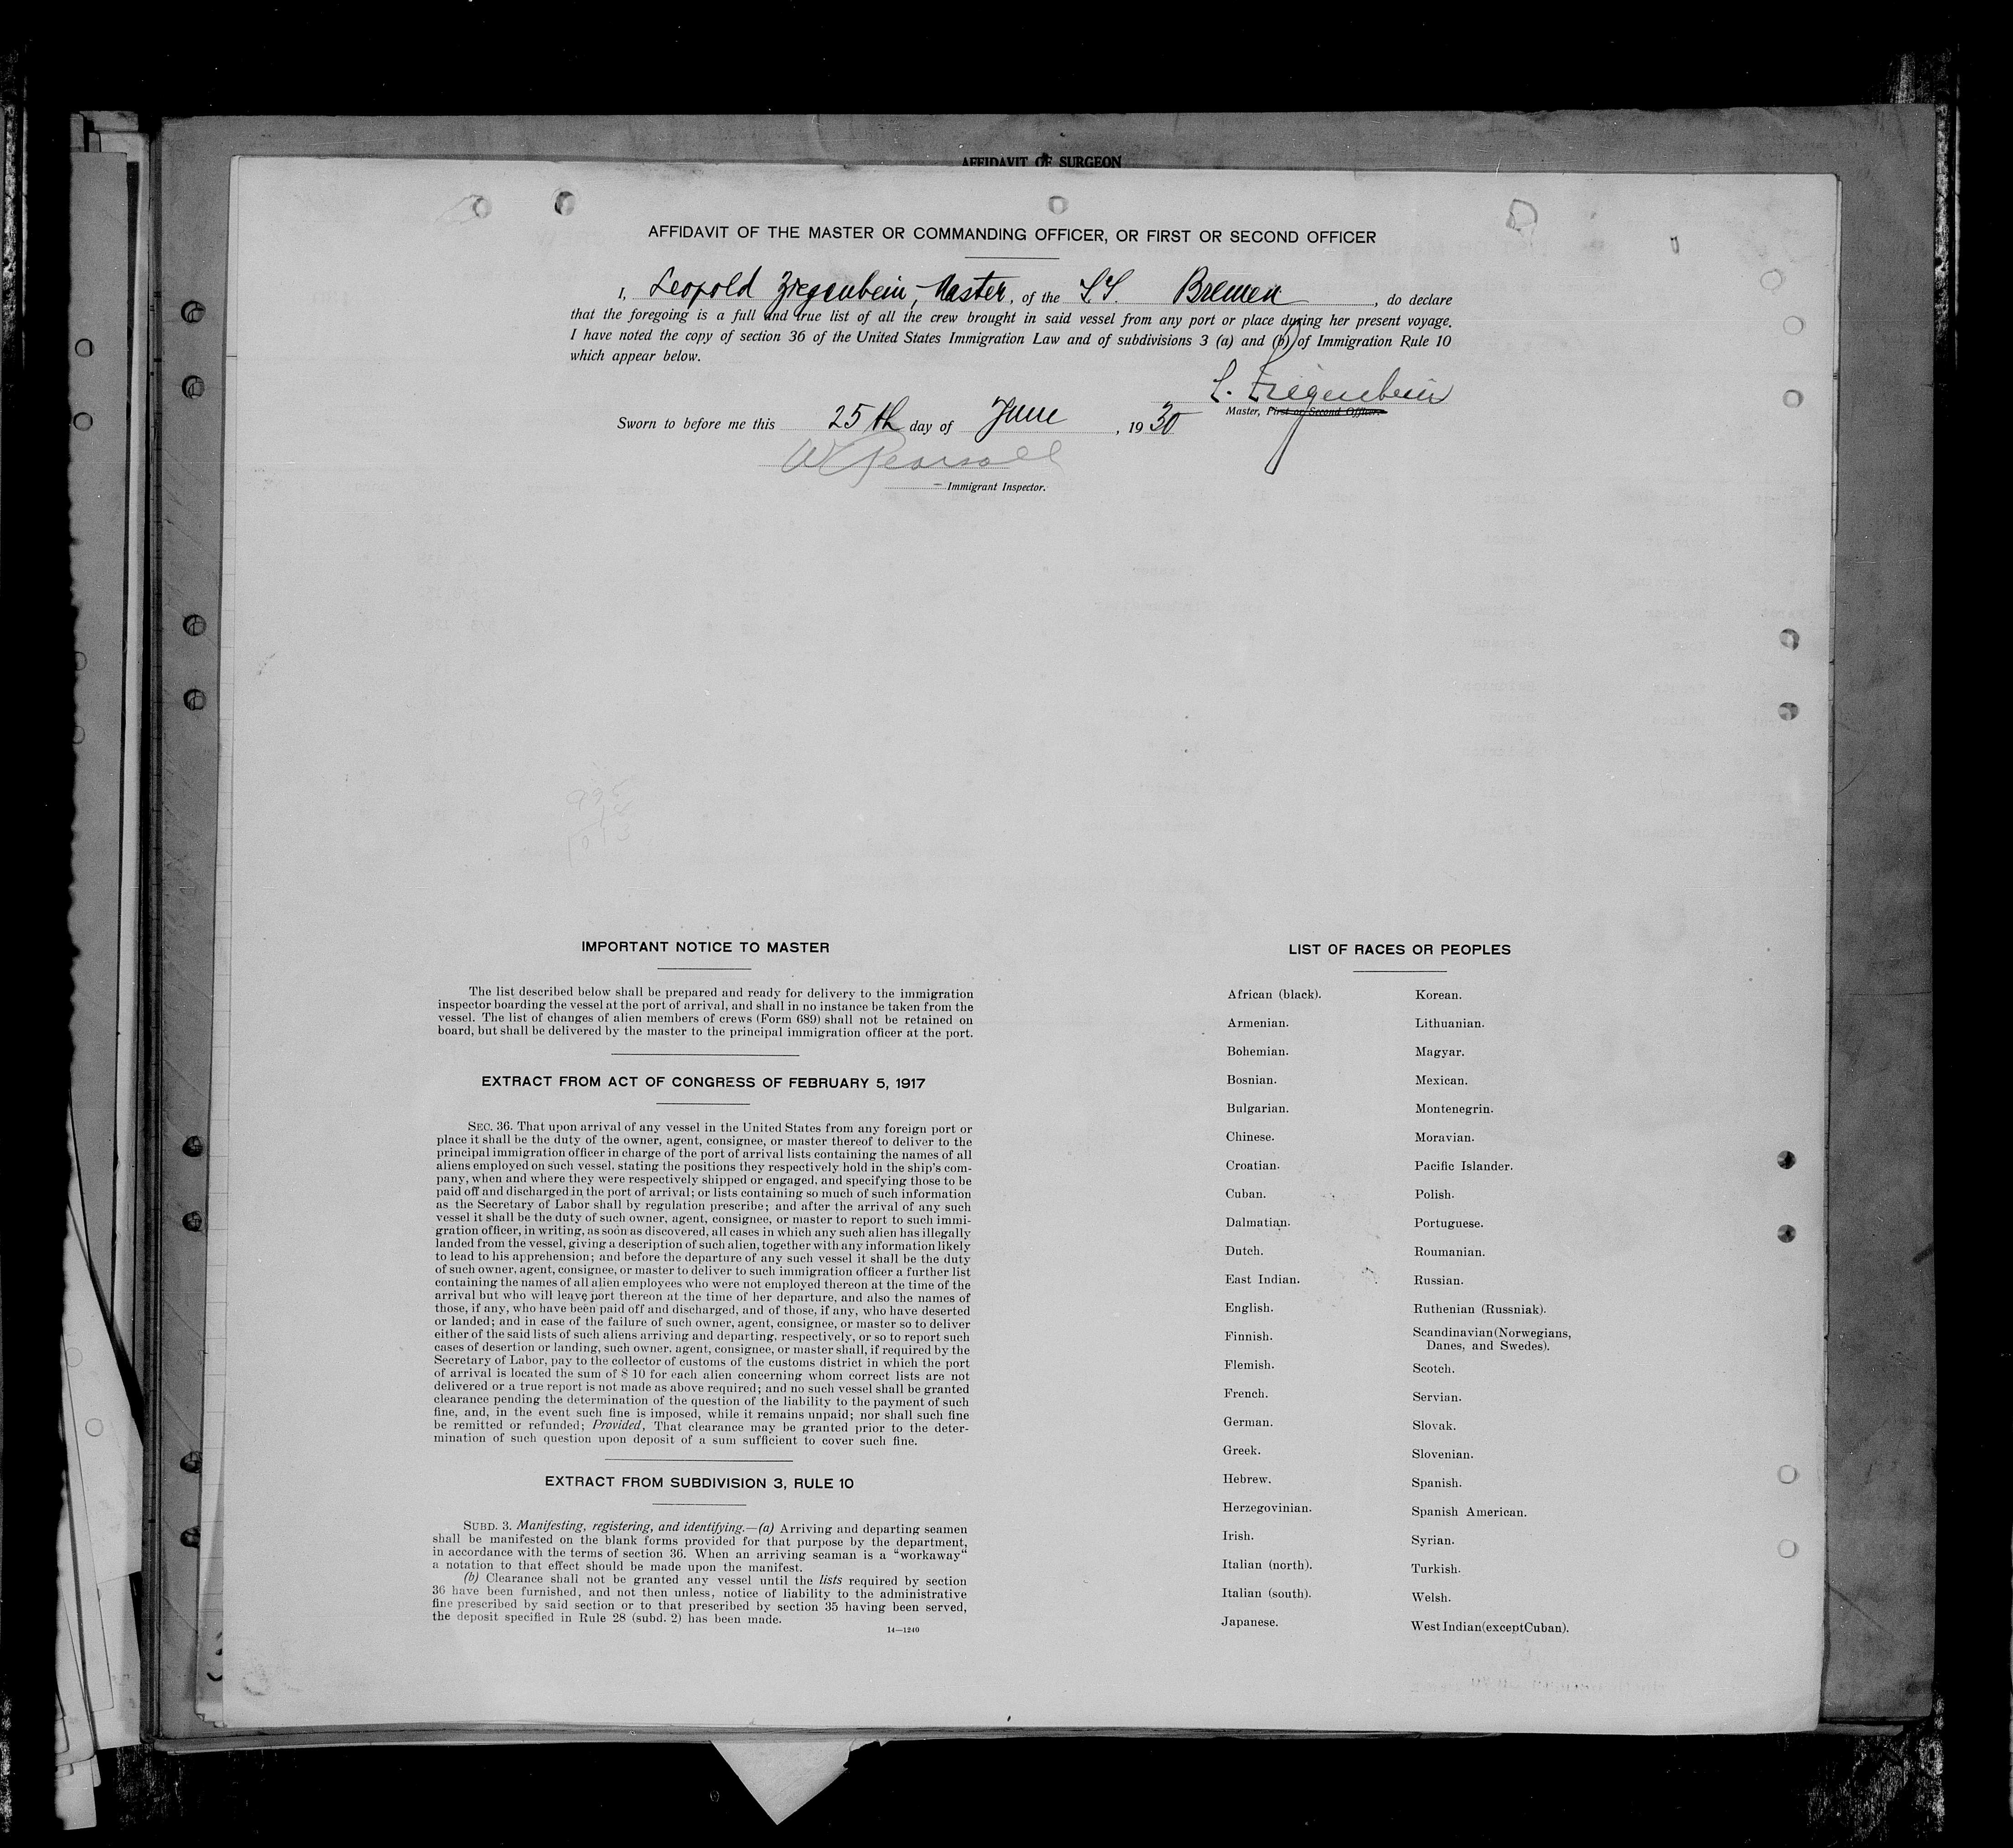 AFFIDAVIT OF SURGEON
AFFIDAVIT OF THE MASTER OR COMMANDING OFFICER, OR FIRST OR SECOND OFFICER
I, Leopold Ziegenbein, Master, of the S.S. Bremen, do declare
that the foregoing is a full and true list of all the crew brought in said vessel from any port or place during her present voyage.
I have noted the copy of section 36 of the United States Immigration Law and of subdivisions 3 (a) and (b) of Immigration Rule 10
which appear below.
L. Ziegenbein
Master, First or Second Officer.
Sworn to before me this 25th day of June, 1930
W Pearsall
Immigrant Inspector.
IMPORTANT NOTICE TO MASTER
The list described below shall be prepared and ready for delivery to the immigration
inspector boarding the vessel at the port of arrival, and shall in no instance be taken from the
vessel. The list of changes of alien members of crews (Form 689) shall not be retained on
board, but shall be delivered by the master to the principal immigration officer at the port.
EXTRACT FROM ACT OF CONGRESS OF FEBRUARY 5, 1917
SEC. 36. That upon arrival of any vessel in the United States from any foreign port or
place it shall be the duty of the owner, agent, consignee, or master thereof to deliver to the
principal immigration officer in charge of the port of arrival lists containing the names of all
aliens employed on such vessel, stating the positions they respectively hold in the ship's com-
pany, when and where they were respectively shipped or engaged, and specifying those to be
paid off and discharged in the port of arrival; or lists containing so much of such information
as the Secretary of Labor shall by regulation prescribe; and after the arrival of any such
vessel it shall be the duty of such owner, agent, consignee, or master to report to such immi-
gration officer, in writing, as soon as discovered, all cases in which any such alien has illegally
landed from the vessel, giving a description of such alien, together with any information likely
to lead to his apprehension; and before the departure of any such vessel it shall be the duty
of such owner, agent, consignee, or master to deliver to such immigration officer a further list
containing the names of all alien employees who were not employed thereon at the time of the
arrival but who will leave port thereon at the time of her departure, and also the names of
those, if any, who have been paid off and discharged, and of those, if any, who have deserted
or landed; and in case of the failure of such owner, agent, consignee, or master so to deliver
either of the said lists of such aliens arriving and departing, respectively, or so to report such
cases of desertion or landing, such owner, agent, consignee, or master shall, if required by the
Secretary of Labor, pay to the collector of customs of the customs district in which the port
of arrival is located the sum of $ 10 for each alien concerning whom correct lists are not
delivered or a true report is not made as above required; and no such vessel shall be granted
clearance pending the determination of the question of the liability to the payment of such
fine, and, in the event such fine is imposed, while it remains unpaid; nor shall such fine
be remitted or refunded; Provided, That clearance may be granted prior to the deter-
mination of such question upon deposit of a sum sufficient to cover such fine.
EXTRACT FROM SUBDIVISION 3, RULE 10
SUBD. 3. Manifesting, registering, and identifying.—(a) Arriving and departing seamen
shall be manifested on the blank forms provided for that purpose by the department,
in accordance with the terms of section 36. When an arriving seaman is a "workaway"
a notation to that effect should be made upon the manifest.
(b) Clearance shall not be granted any vessel until the lists required by section
36 have been furnished, and not then unless, notice of liability to the administrative
fine prescribed by said section or to that prescribed by section 35 having been served,
the deposit specified in Rule 28 (subd. 2) has been made.
14—1240
LIST OF RACES OR PEOPLES
African (black).
Armenian.
Bohemian.
Bosnian.
Bulgarian.
Chinese.
Croatian.
Cuban.
Dalmatian.
Dutch.
East Indian.
English.
Finnish.
Flemish.
French.
German.
Greek.
Hebrew.
Herzegovinian.
Irish.
Italian (north).
Italian (south).
Japanese.
Korean.
Lithuanian.
Magyar.
Mexican.
Montenegrin.
Moravian.
Pacific Islander.
Polish.
Portuguese.
Roumanian.
Russian.
Ruthenian (Russniak).
Scandinavian (Norwegians,
Danes, and Swedes).
Scotch.
Servian.
Slovak.
Slovenian.
Spanish.
Spanish American.
Syrian.
Turkish.
Welsh.
West Indian (except Cuban).